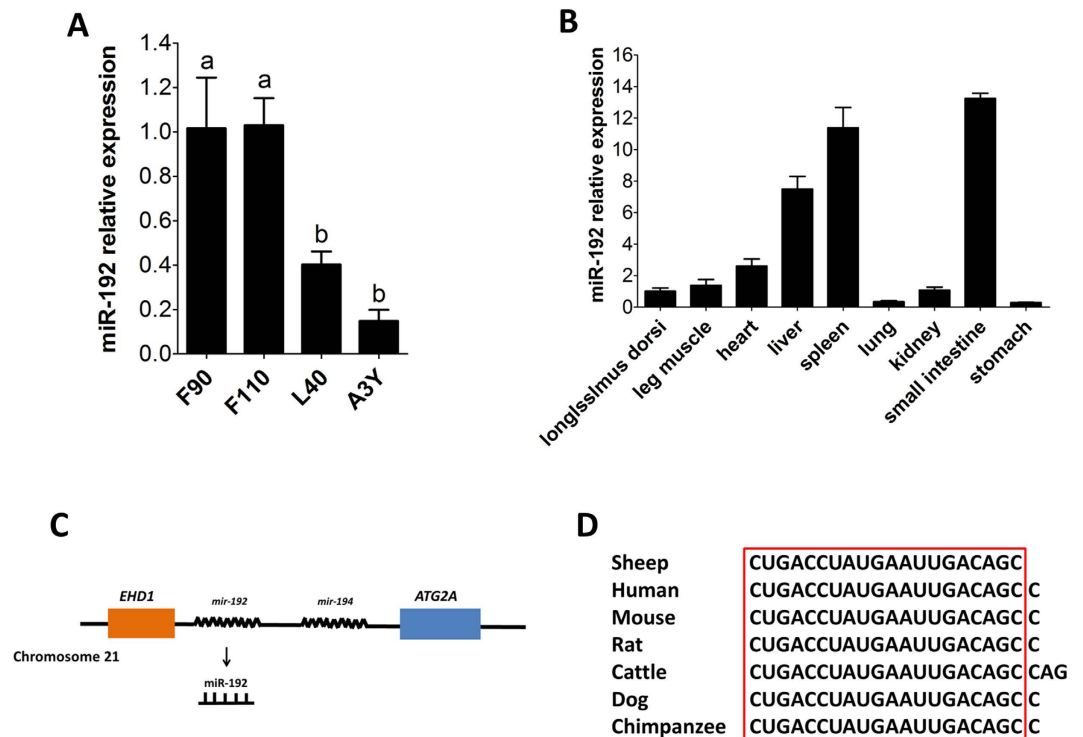 A
miR-192 relative expression
1.4
1.2
1.0
0.8
0.6
0.4
0.2
0.0
a
a
b
b
F90
F110
L40
A3Y
B
miR-192 relative expression
16
14
12
10
8
6
4
2
0
longIssImus dorsi
leg muscle
heart
liver
spleen
lung
kidney
small intestine
stomach
C
EHD1
mir-192
mir-194
ATG2A
Chromosome 21
miR-192
D
Sheep CUGACCUAUGAAUUGACAGC
Human CUGACCUAUGAAUUGACAGC C
Mouse CUGACCUAUGAAUUGACAGC C
Rat CUGACCUAUGAAUUGACAGC C
Cattle CUGACCUAUGAAUUGACAGC CAG
Dog CUGACCUAUGAAUUGACAGC C
Chimpanzee CUGACCUAUGAAUUGACAGC C